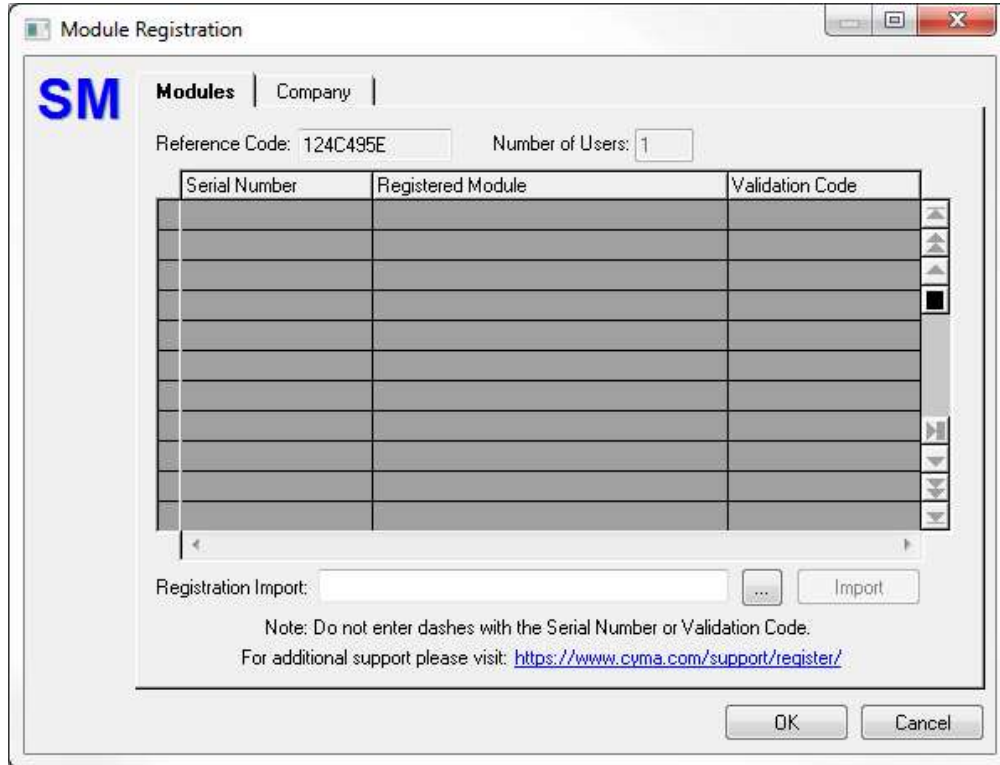 Module Registration
SM
Modules Company
Reference Code: 124C495E Number of Users: 1
Serial Number Registered Module Validation Code
Registration Import: ... Import
Note: Do not enter dashes with the Serial Number or Validation Code.
For additional support please visit: https://www.cyma.com/support/register/
OK Cancel